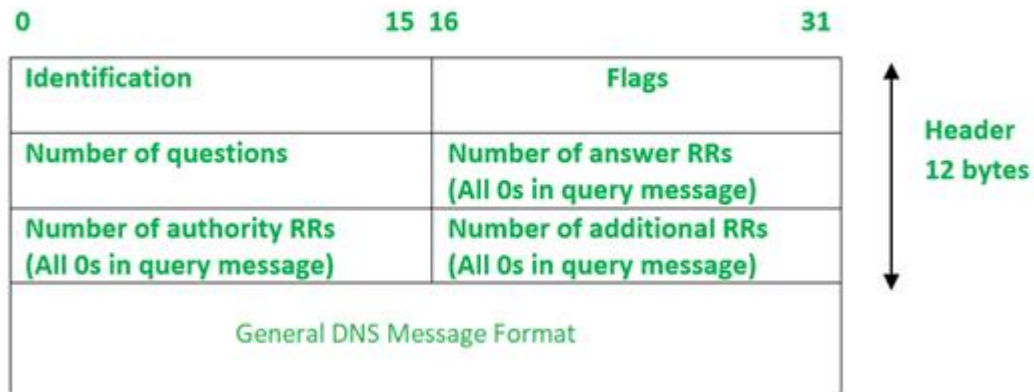 0 15 16 31
Identification Flags
Number of questions Number of answer RRs
(All 0s in query message)
Number of authority RRs Number of additional RRs
(All 0s in query message) (All 0s in query message)
Header
12 bytes
General DNS Message Format